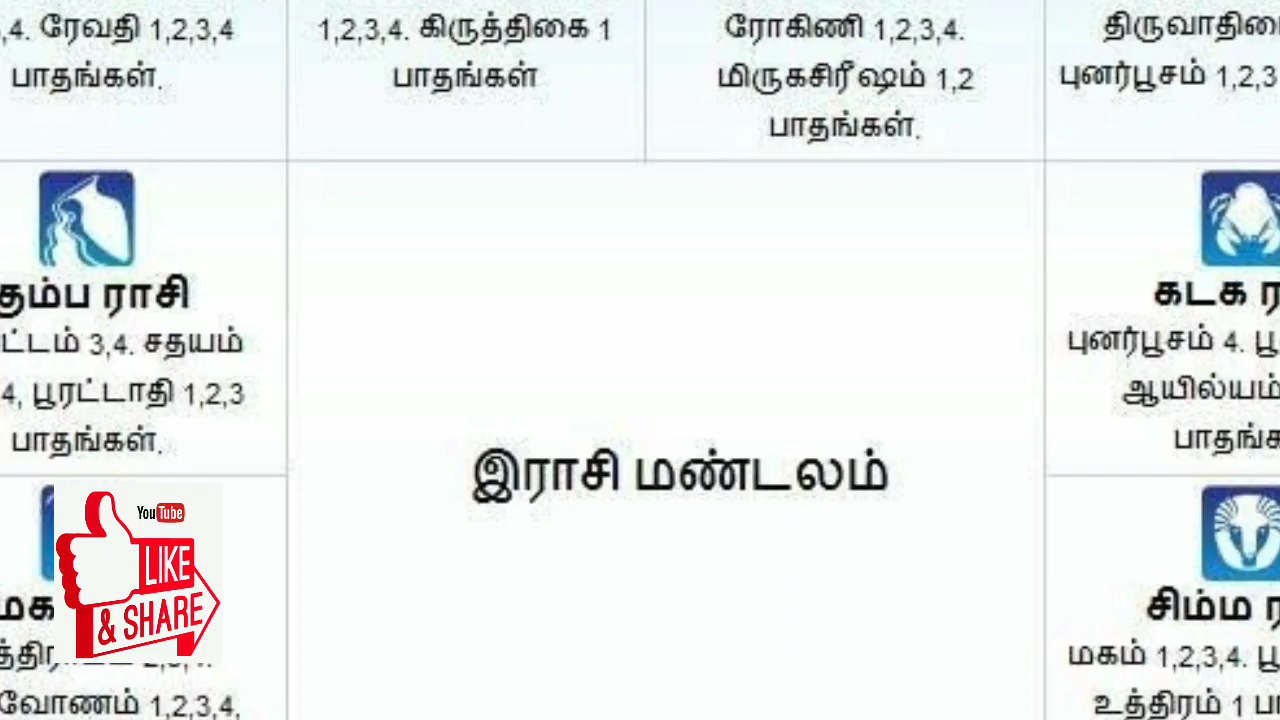 ,4. ரேவதி 1,2,3,4
பாதங்கள்.
1,2,3,4. கிருத்திகை 1
பாதங்கள்
ரோகிணி 1,2,3,4.
மிருகசிரீஷம் 1,2
பாதங்கள்.
புனர்பூசம் 1,2,3
ராசி
3,4. சதயம்
4, பூரட்டாதி 1,2,3
பாதங்கள்.
கடக
புனர்பூசம் 4.
ஆயில்யம்
இராசி மண்டலம்
YouTube
LIKE
& SHARE
வோணம் 1,2,3,4,
சிம்ம
மகம் 1,2,3,4.
உத்திரம் 1